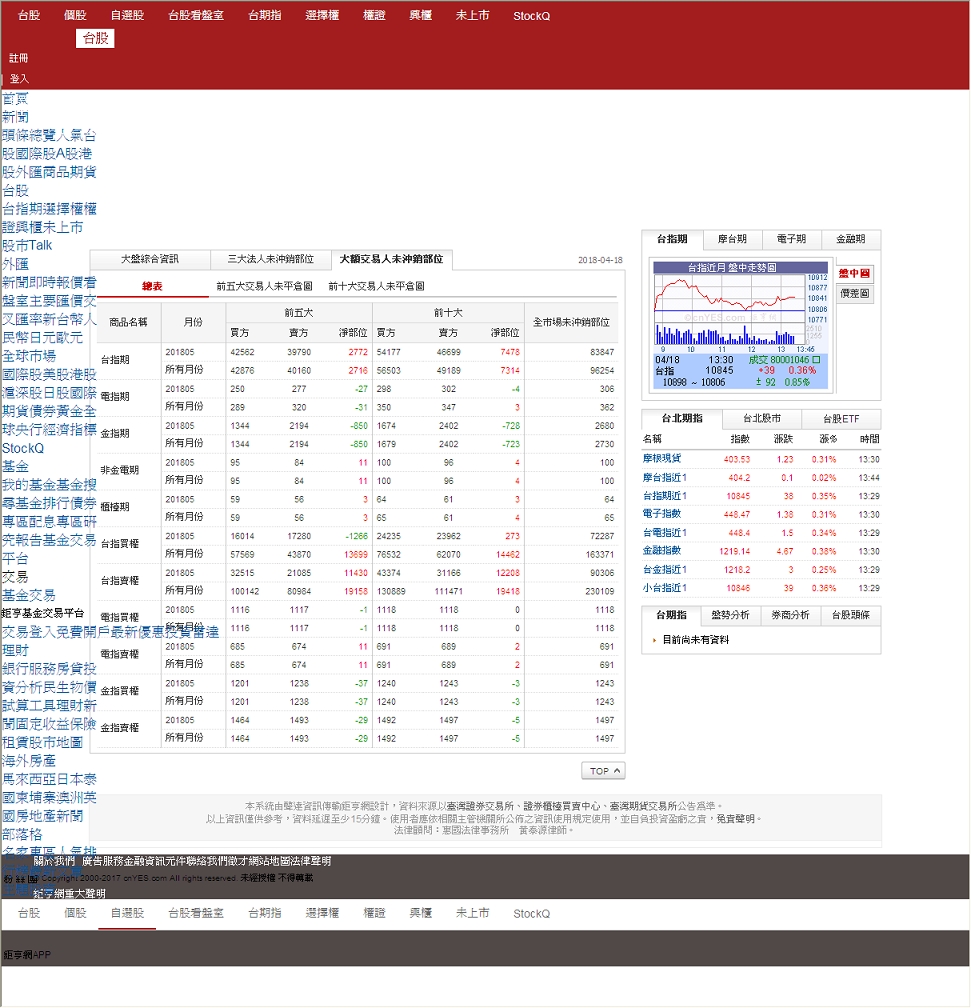 台股 個股 自選股 台股看盤室 台指期 選擇權 權證 興櫃 未上市 StockQ
台股
註冊
登入
首頁
新聞
頭條總覽人氣台
股國際股A股港
股外匯商品期貨
台股
台指期選擇權權
證興櫃未上市
股市Talk
外匯
新聞即時報價看
盤室主要匯價交
叉匯率新台幣人
民幣日元歐元
全球市場
國際股美股港股
滬深股日股國際
期貨債券黃金全
球央行經濟指標
StockQ
基金
我的基金基金搜
尋基金排行債券
專區配息專區研
究報告基金交易
平台
交易
基金交易
鉅亨基金交易平台
交易登入免費開戶最新優惠投資雷達
理財
銀行服務房貸投
資分析民生物價
試算工具理財新
聞固定收益保險
租賃股市地圖
海外房產
馬來西亞日本泰
國柬埔寨澳洲英
國房地產新聞
部落格
名家專區人氣排
大盤綜合資訊 三大法人未沖銷部位 大額交易人未沖銷部位 2018-04-18
總表 前五大交易人未平倉圖 前十大交易人未平倉圖
商品名稱 月份 前五大 前十大 全市場未沖銷部位
買方 賣方 淨部位 買方 賣方 淨部位
台指期 201805 42562 39790 2772 54177 46699 7478 83847
所有月份 42876 40160 2716 56503 49189 7314 96254
電指期 201805 250 277 -27 298 302 -4 306
所有月份 289 320 -31 350 347 3 362
金指期 201805 1344 2194 -850 1674 2402 -728 2680
所有月份 1344 2194 -850 1679 2402 -723 2730
非金電期 201805 95 84 11 100 96 4 100
所有月份 95 84 11 100 96 4 100
櫃檯期 201805 59 56 3 64 61 3 64
所有月份 59 56 3 65 61 4 65
台指買權 201805 16014 17280 -1266 24235 23962 273 72287
所有月份 57569 43870 13699 76532 62070 14462 163371
台指賣權 201805 32515 21085 11430 43374 31166 12208 90306
所有月份 100142 80984 19158 130889 111471 19418 230109
電指買權 201805 1116 1117 -1 1118 1118 0 1118
所有月份 1116 1117 -1 1118 1118 0 1118
電指賣權 201805 685 674 11 691 689 2 691
所有月份 685 674 11 691 689 2 691
金指買權 201805 1201 1238 -37 1240 1243 -3 1243
所有月份 1201 1238 -37 1240 1243 -3 1243
金指賣權 201805 1464 1493 -29 1492 1497 -5 1497
所有月份 1464 1493 -29 1492 1497 -5 1497
TOP
台指期 摩台期 電子期 金融期
台指近月 盤中走勢圖
盤中圖
價差圖
10912
10877
10841
10806
10771
2510
1255
©cnYES.com
9 10 11 12 13 13:46
04/18 13:30 成交 80001046 口
台指 10845 +39 0.36%
10898 ~ 10806 ± 92 0.85%
台北期指 台北股市 台股ETF
名稱 指數 漲跌 漲% 時間
摩根現貨 403.53 1.23 0.31% 13:30
摩台指近1 404.2 0.1 0.02% 13:44
台指期近1 10845 38 0.35% 13:29
電子指數 448.47 1.38 0.31% 13:30
台電指近1 448.4 1.5 0.34% 13:29
金融指數 1219.14 4.67 0.38% 13:30
台金指近1 1218.2 3 0.25% 13:29
小台指近1 10846 39 0.36% 13:29
台指期 盤勢分析 券商分析 台股頭條
目前尚未有資料
本系統由聲達資訊傳輸鉅亨網設計，資料來源以臺灣證券交易所、證券櫃檯買賣中心、臺灣期貨交易所公告為準。
以上資訊僅供參考，資料延遲至少15分鐘。使用者應依相關主管機關所公佈之資訊使用規定使用，並自負投資盈虧之責，免責聲明。
法律顧問：惠國法律事務所 黃泰源律師。
關於我們 廣告服務金融資訊元件聯絡我們徵才網站地圖法律聲明
粉絲團 Copyright 2000-2017 cnYES.com All rights reserved. 未經授權 不得轉載
鉅亨網重大聲明
台股 個股 自選股 台股看盤室 台指期 選擇權 權證 興櫃 未上市 StockQ
鉅亨網APP